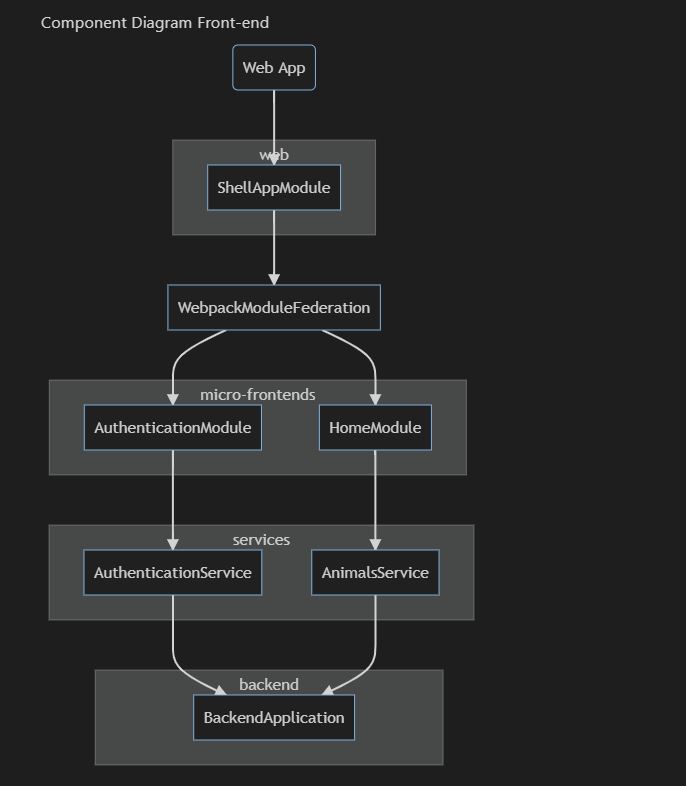 Component Diagram Front-end
Web App
web
ShellAppModule
WebpackModuleFederation
micro-frontends
AuthenticationModule
HomeModule
services
AuthenticationService
AnimalsService
backend
BackendApplication